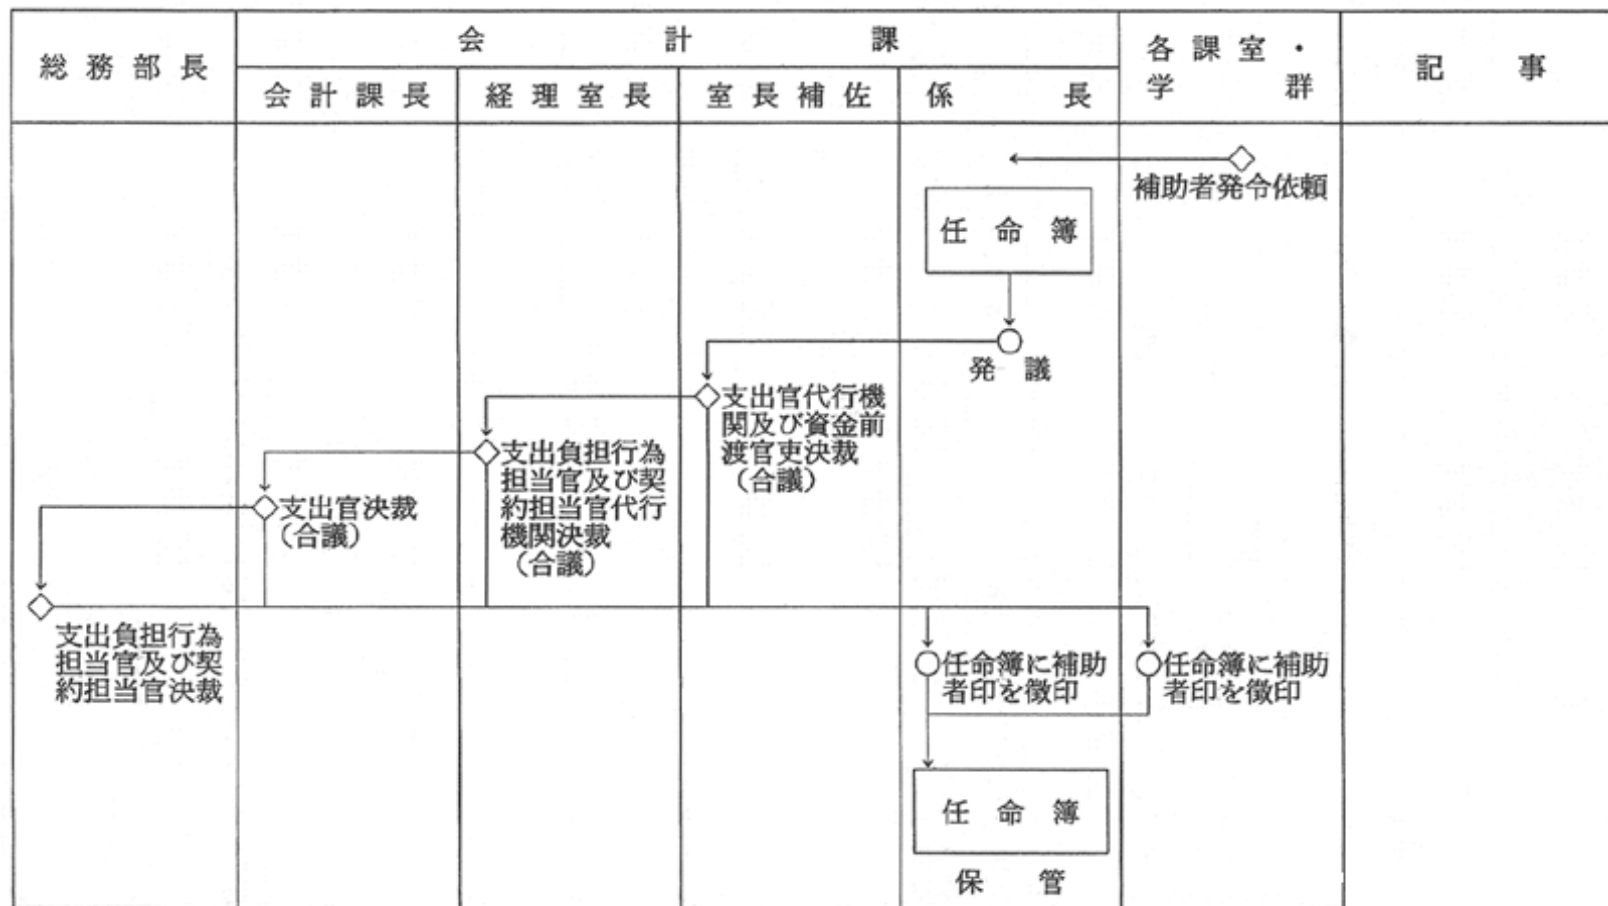 会計課
総務部長
各課室・
学群
記事
会計課長
経理室長
室長補佐
係長
補助者発令依頼
任命簿
発議
支出官代行機
関及び資金前
渡官吏決裁
(合議)
支出負担行為
担当官及び契
約担当官代行
機関決裁
(合議)
支出官決裁
(合議)
支出負担行為
担当官及び契
約担当官決裁
任命簿に補助
者印を徴印
任命簿に補助
者印を徴印
任命簿
保管